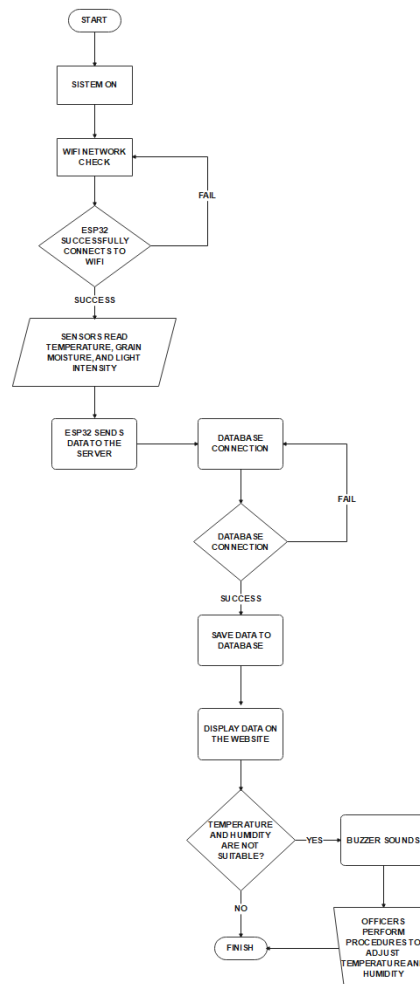 START
SISTEM ON
WIFI NETWORK
CHECK
FAIL
ESP32
SUCCESSFULLY
CONNECTS TO
WIFI
SUCCESS
SENSORS READ
TEMPERATURE, GRAIN
MOISTURE, AND LIGHT
INTENSITY
ESP32 SENDS
DATA TO THE
SERVER
DATABASE
CONNECTION
FAIL
DATABASE
CONNECTION
SUCCESS
SAVE DATA TO
DATABASE
DISPLAY DATA ON
THE WEBSITE
TEMPERATURE
AND HUMIDITY
ARE NOT
SUITABLE?
YES
BUZZER SOUNDS
NO
OFFICERS
PERFORM
PROCEDURES TO
ADJUST
TEMPERATURE AND
HUMIDITY
FINISH